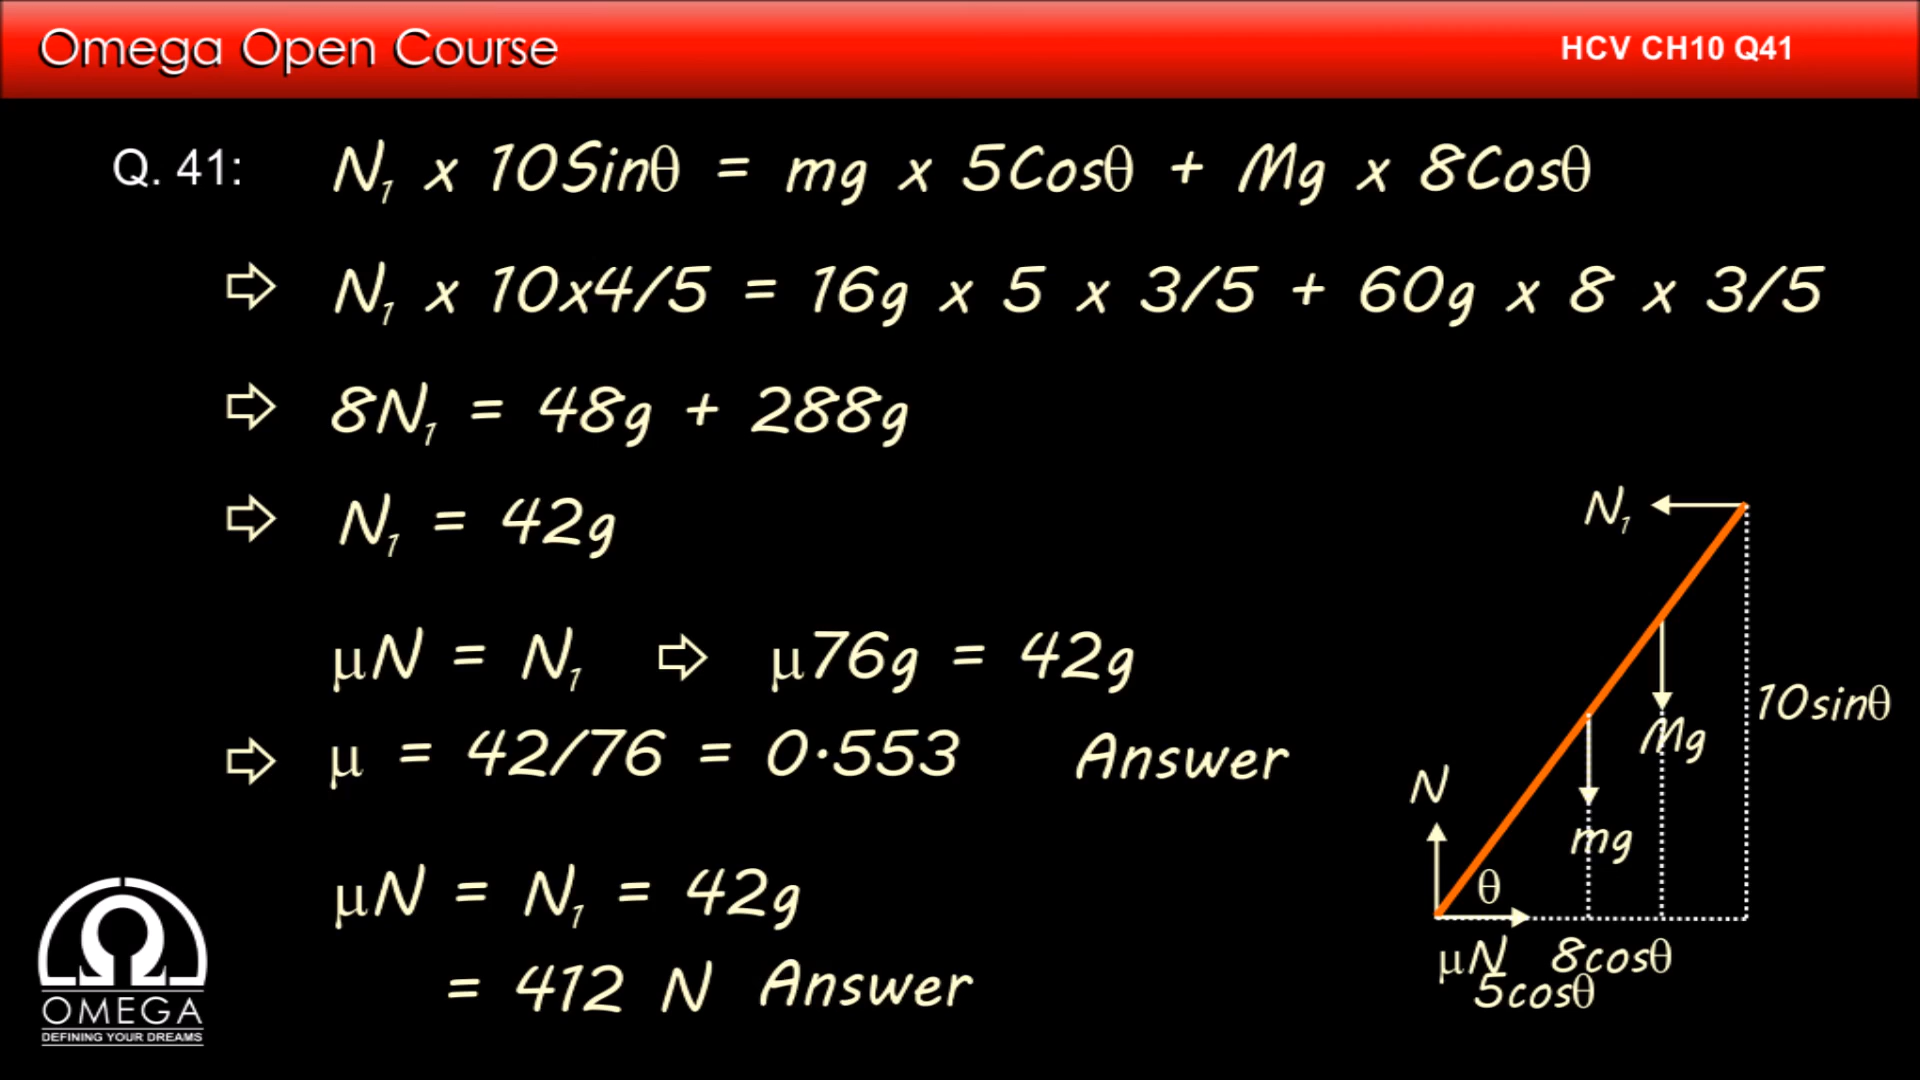 Omega Open Course
HCV CH10 Q41
Q. 41: N₁ x 10Sinθ = mg x 5Cosθ + Mg x 8Cosθ
⇨ N₁ x 10x4/5 = 16g x 5 x 3/5 + 60g x 8 x 3/5
⇨ 8N₁ = 48g + 288g
⇨ N₁ = 42g
μN = N₁ ⇨ μ76g = 42g
⇨ μ = 42/76 = 0·553 Answer
μN = N₁ = 42g
= 412 N Answer
N₁
10sinθ
Mg
N
mg
θ
μN 8cosθ
5cosθ
OMEGA
DEFINING YOUR DREAMS